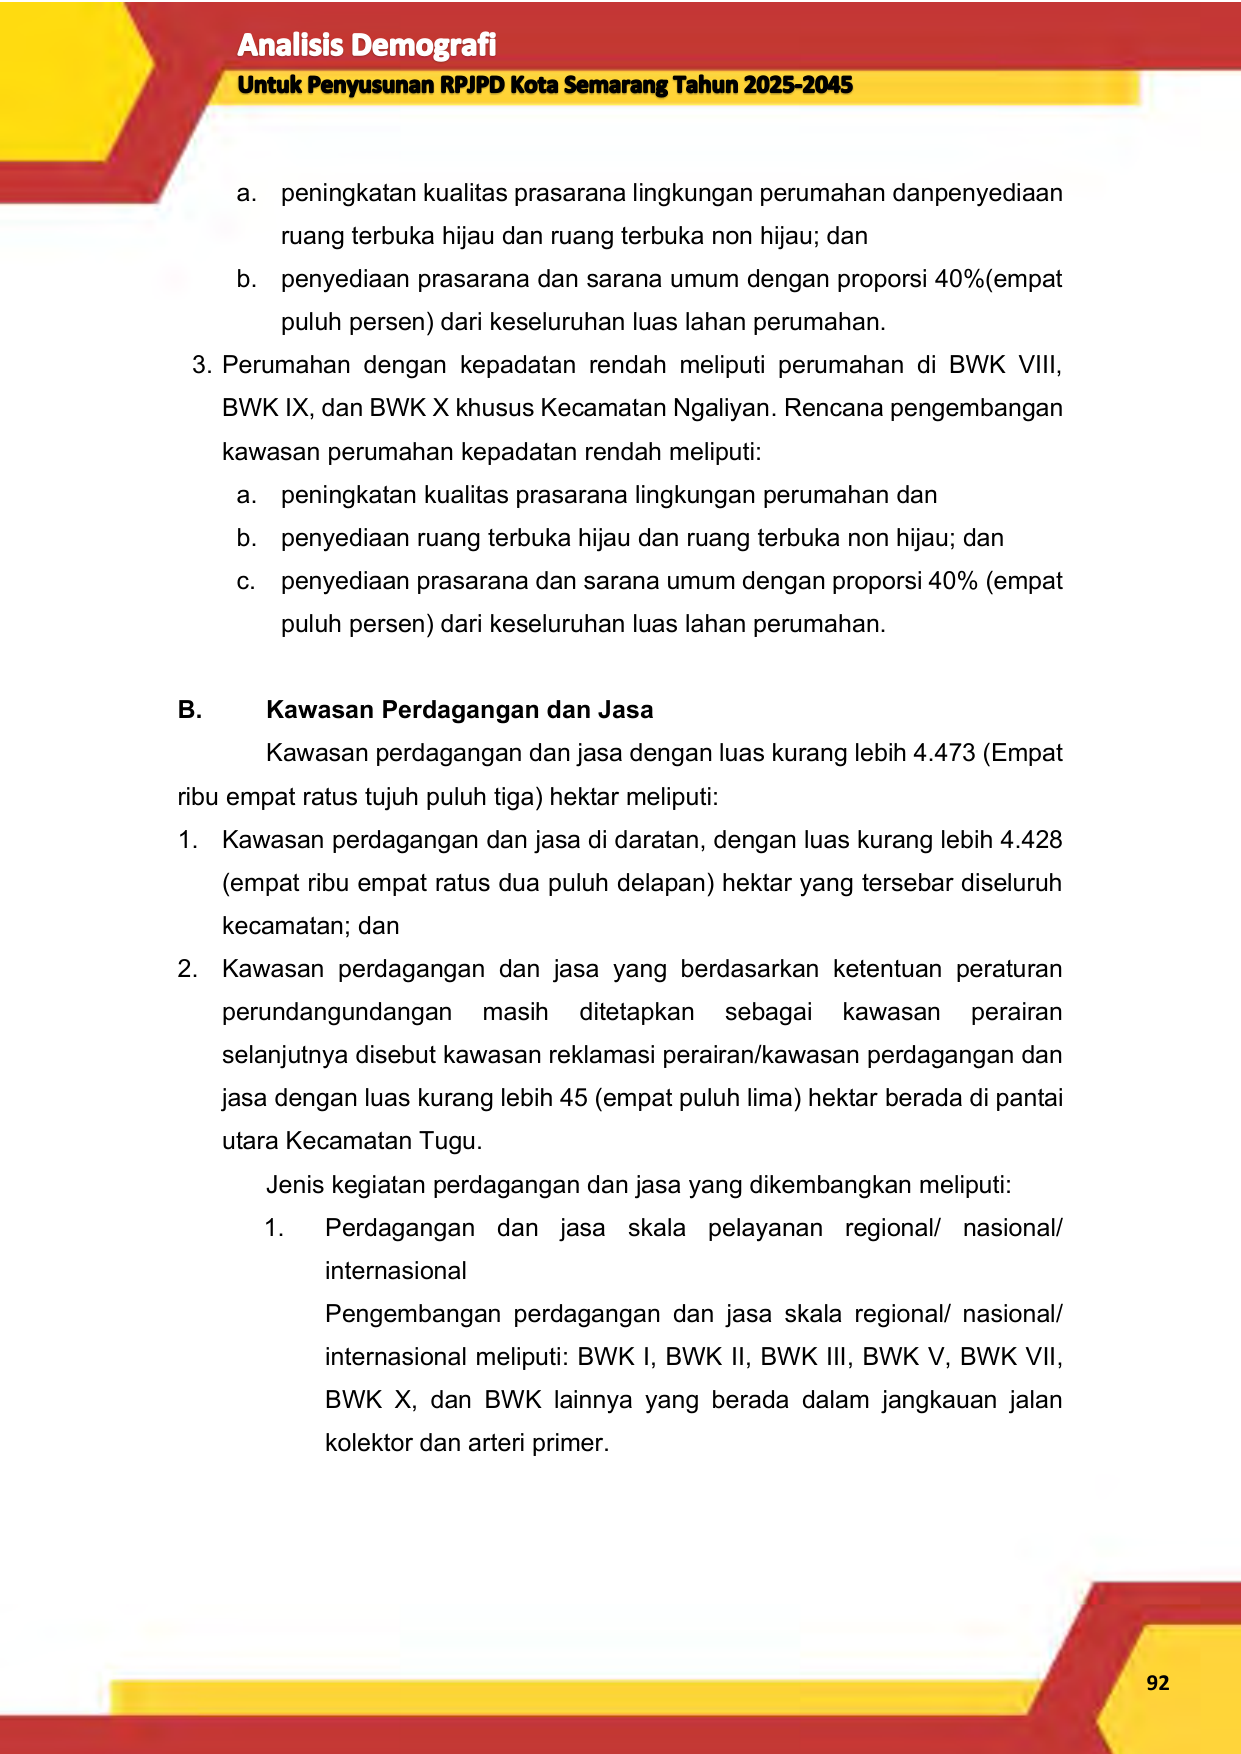 Analisis Demografi
Untuk Penyusunan RPJPD Kota Semarang Tahun 2025-2045
a. peningkatan kualitas prasarana lingkungan perumahan danpenyediaan
ruang terbuka hijau dan ruang terbuka non hijau; dan
b. penyediaan prasarana dan sarana umum dengan proporsi 40%(empat
puluh persen) dari keseluruhan luas lahan perumahan.
3. Perumahan dengan kepadatan rendah meliputi perumahan di BWK VIII,
BWK IX, dan BWK X khusus Kecamatan Ngaliyan. Rencana pengembangan
kawasan perumahan kepadatan rendah meliputi:
a. peningkatan kualitas prasarana lingkungan perumahan dan
b. penyediaan ruang terbuka hijau dan ruang terbuka non hijau; dan
c. penyediaan prasarana dan sarana umum dengan proporsi 40% (empat
puluh persen) dari keseluruhan luas lahan perumahan.
B. Kawasan Perdagangan dan Jasa
Kawasan perdagangan dan jasa dengan luas kurang lebih 4.473 (Empat
ribu empat ratus tujuh puluh tiga) hektar meliputi:
1. Kawasan perdagangan dan jasa di daratan, dengan luas kurang lebih 4.428
(empat ribu empat ratus dua puluh delapan) hektar yang tersebar diseluruh
kecamatan; dan
2. Kawasan perdagangan dan jasa yang berdasarkan ketentuan peraturan
perundangundangan masih ditetapkan sebagai kawasan perairan
selanjutnya disebut kawasan reklamasi perairan/kawasan perdagangan dan
jasa dengan luas kurang lebih 45 (empat puluh lima) hektar berada di pantai
utara Kecamatan Tugu.
Jenis kegiatan perdagangan dan jasa yang dikembangkan meliputi:
1. Perdagangan dan jasa skala pelayanan regional/ nasional/
internasional
Pengembangan perdagangan dan jasa skala regional/ nasional/
internasional meliputi: BWK I, BWK II, BWK III, BWK V, BWK VII,
BWK X, dan BWK lainnya yang berada dalam jangkauan jalan
kolektor dan arteri primer.
92